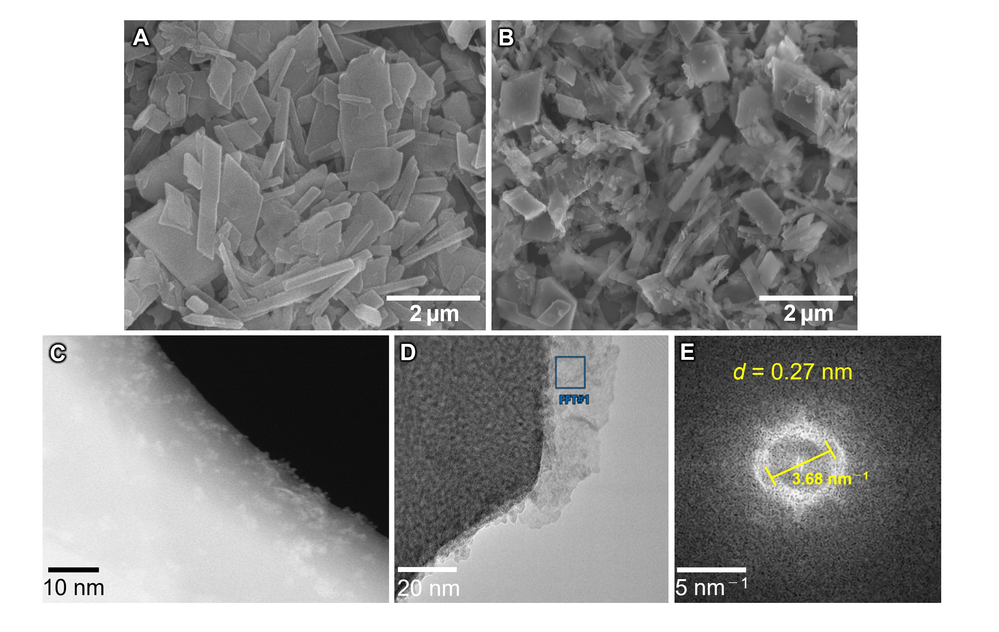 A
B
2 µm
2 µm
C
D
E
d = 0.27 nm
FFT#1
3.68 nm⁻¹
10 nm
20 nm
5 nm⁻¹